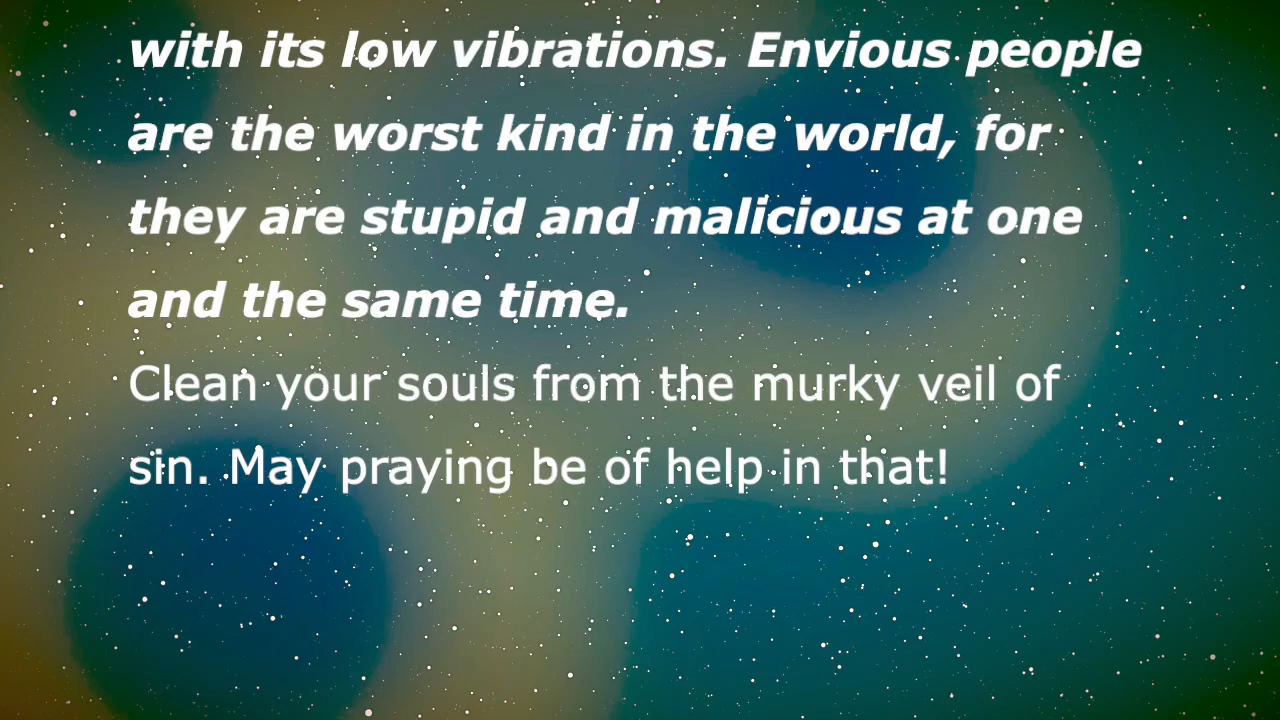 with its low vibrations. Envious people
are the worst kind in the world, for
they are stupid and malicious at one
and the same time.
Clean your souls from the murky veil of
sin. May praying be of help in that!